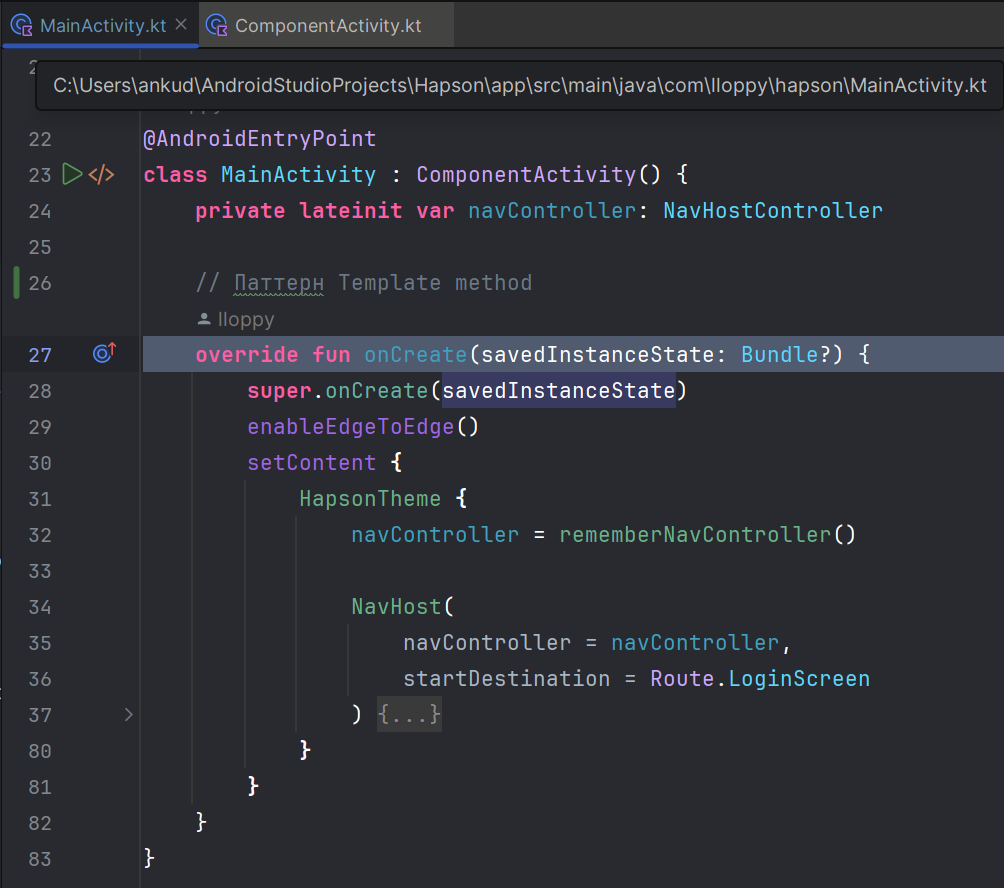 MainActivity.kt
ComponentActivity.kt
C:\Users\ankud\AndroidStudioProjects\Hapson\app\src\main\java\com\lloppy\hapson\MainActivity.kt
22 @AndroidEntryPoint
23 class MainActivity : ComponentActivity() {
24 private lateinit var navController: NavHostController
25
26 // Паттерн Template method
lloppy
27 override fun onCreate(savedInstanceState: Bundle?) {
28 super.onCreate(savedInstanceState)
29 enableEdgeToEdge()
30 setContent {
31 HapsonTheme {
32 navController = rememberNavController()
33
34 NavHost(
35 navController = navController,
36 startDestination = Route.LoginScreen
37 ) {...}
80 }
81 }
82 }
83 }